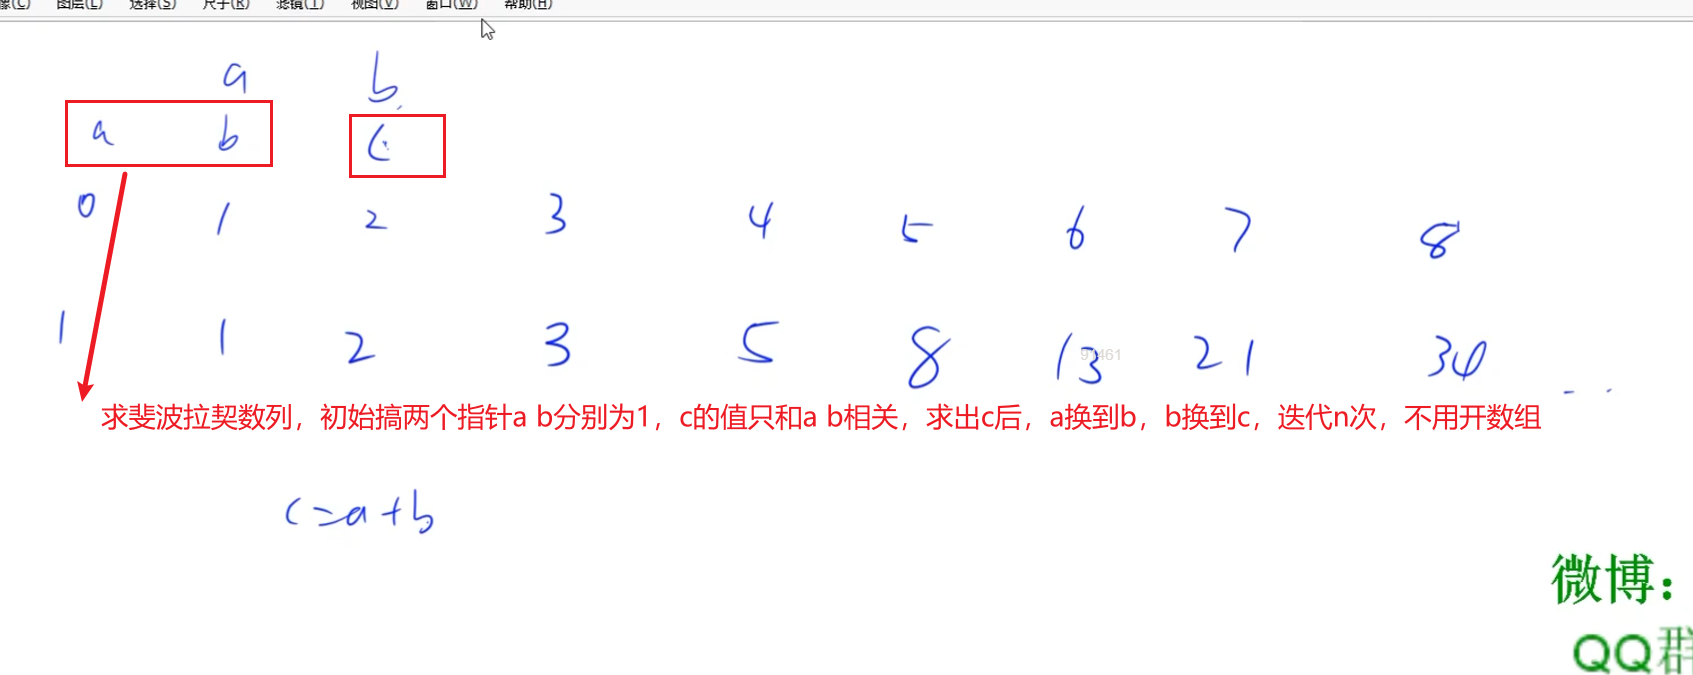 图层(L) 选择(S) 尺寸(R) 滤镜(T) 视图(V) 窗口(W) 帮助(H)
a b
a b c
0 1 2 3 4 5 6 7 8
1 1 2 3 5 8 13 21 34 ...
求斐波拉契数列，初始搞两个指针a b分别为1，c的值只和a b相关，求出c后，a换到b，b换到c，迭代n次，不用开数组
c=a+b
微博：
QQ群